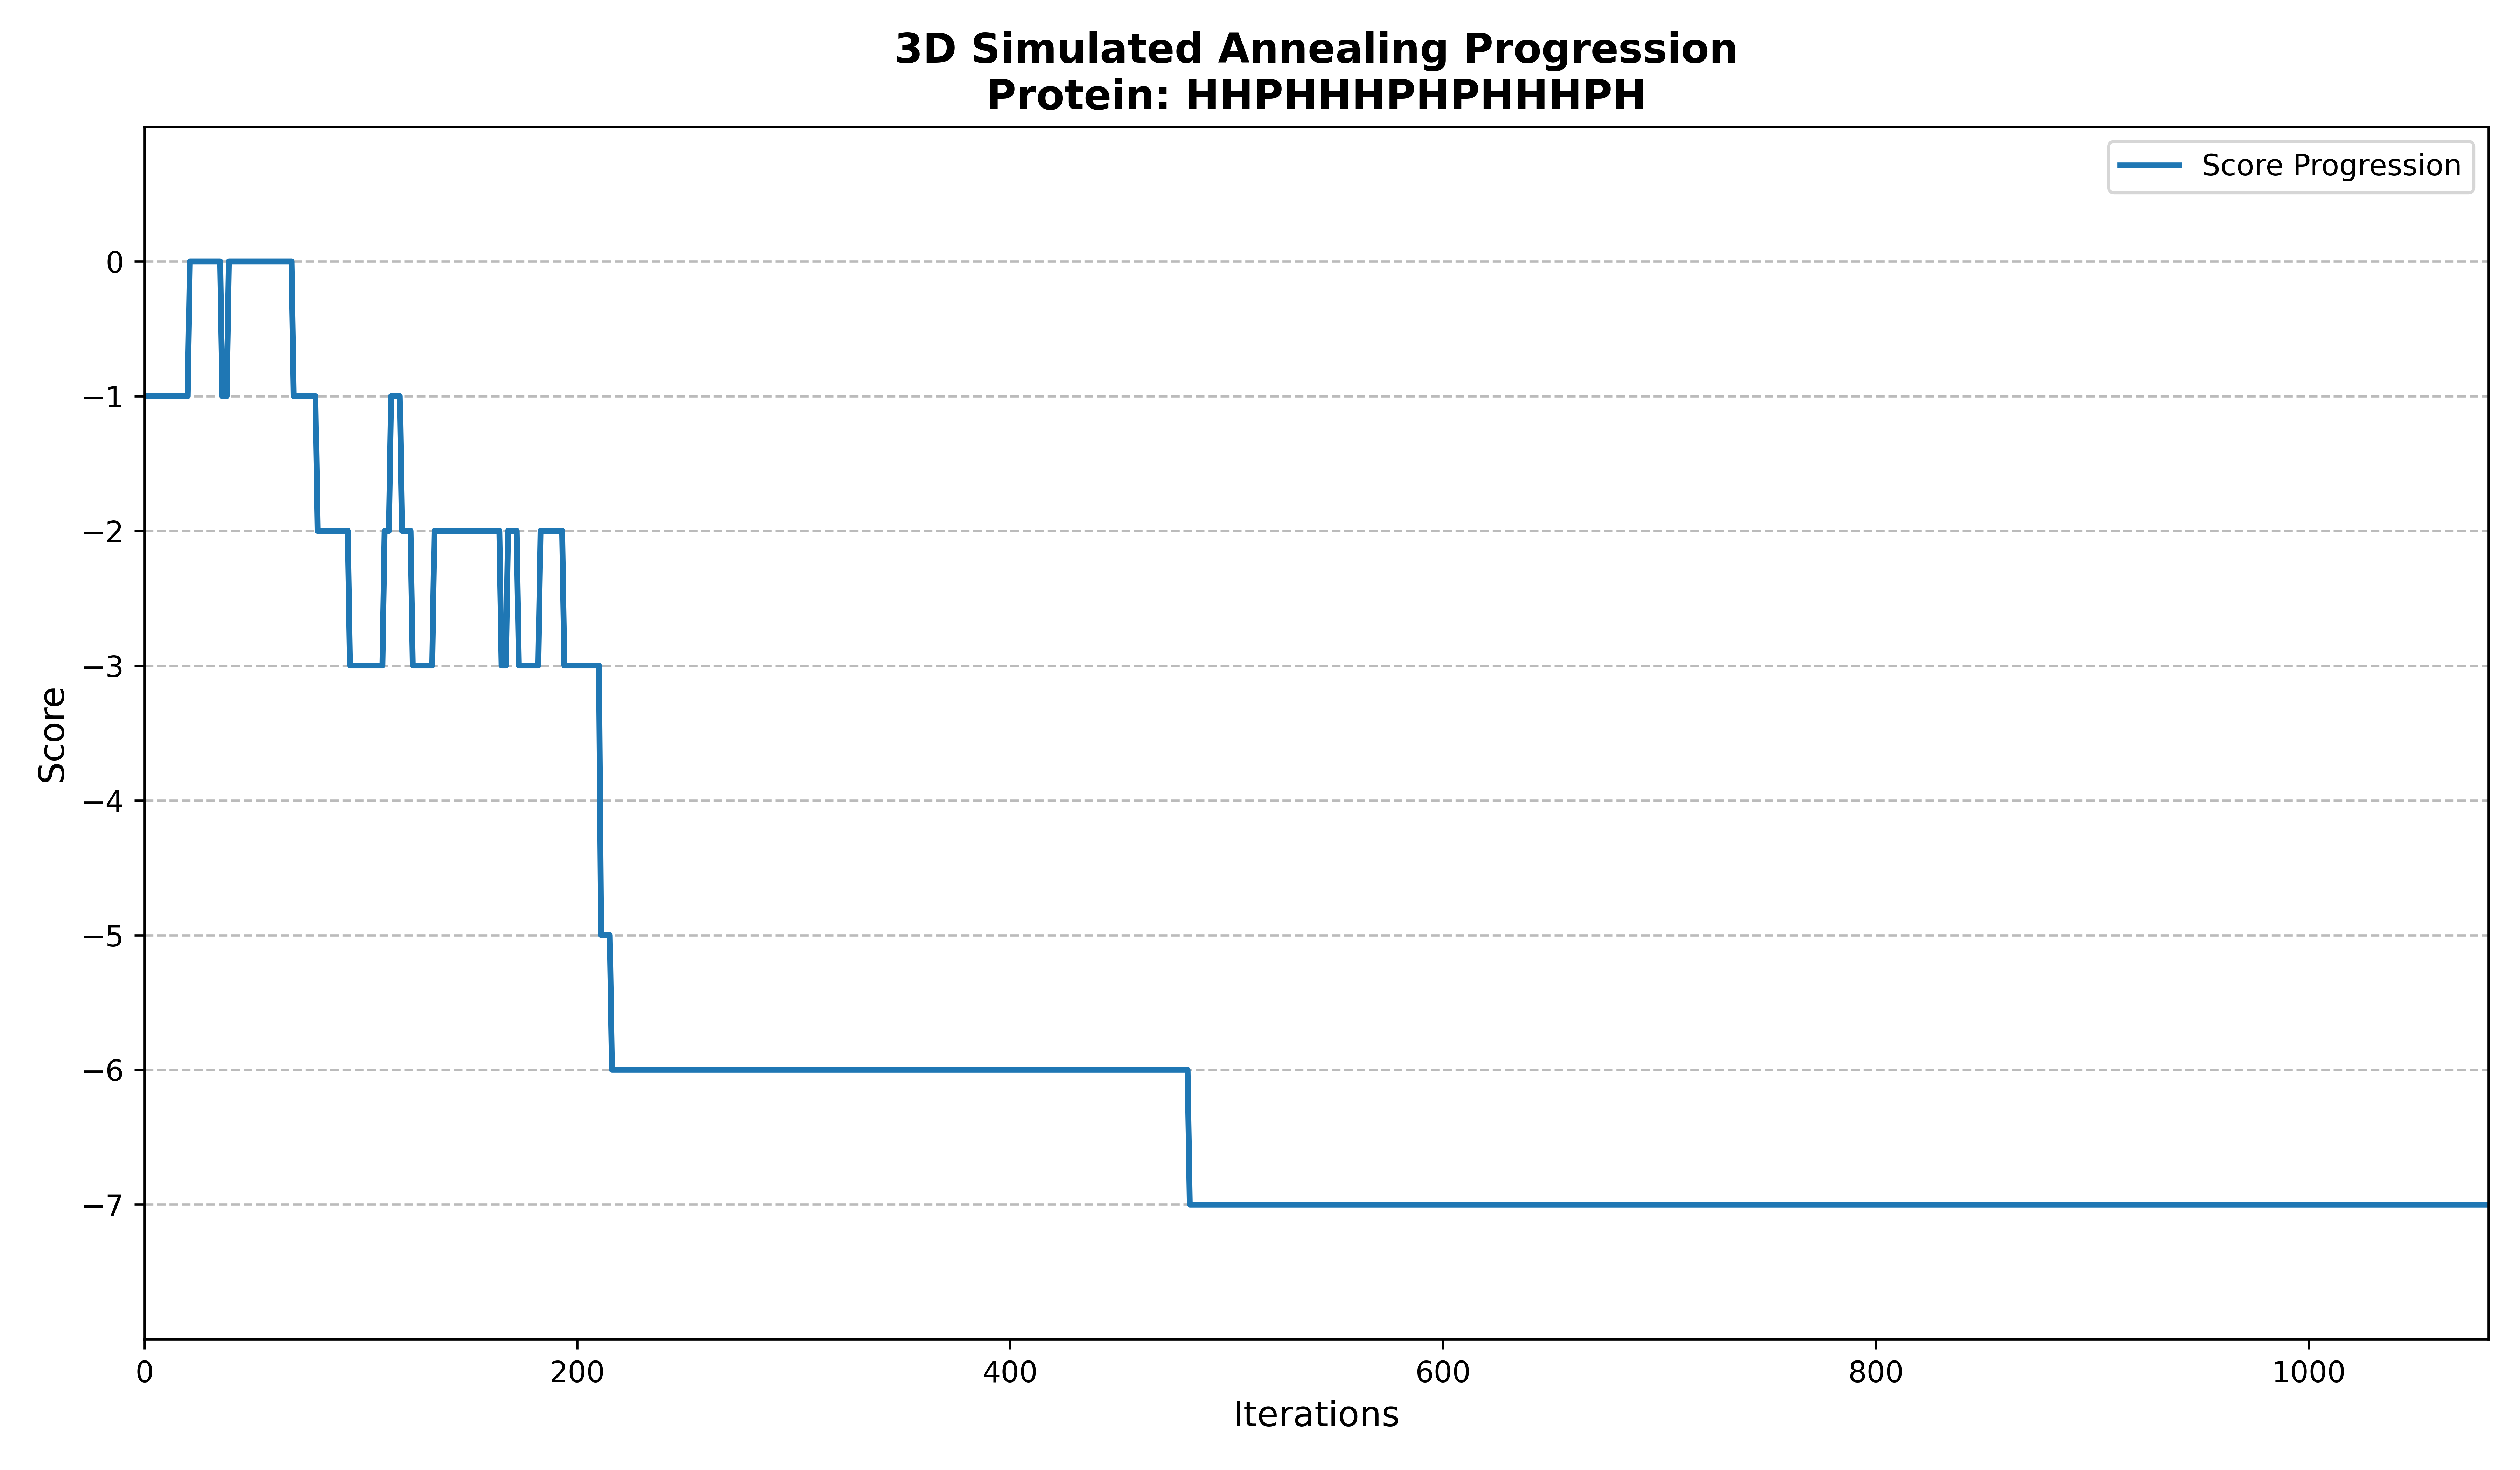 3D Simulated Annealing Progression
Protein: HHPHHHHPHPHHHHPH
Score Progression
0
−1
−2
−3
−4
−5
−6
−7
Score
0 200 400 600 800 1000
Iterations